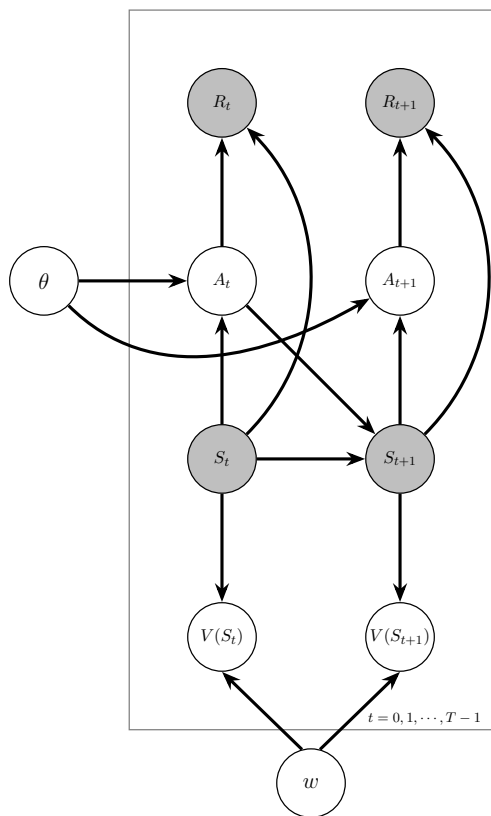 R_t R_{t+1}
θ A_t A_{t+1}
S_t S_{t+1}
V(S_t) V(S_{t+1})
t = 0, 1, ⋯, T − 1
w